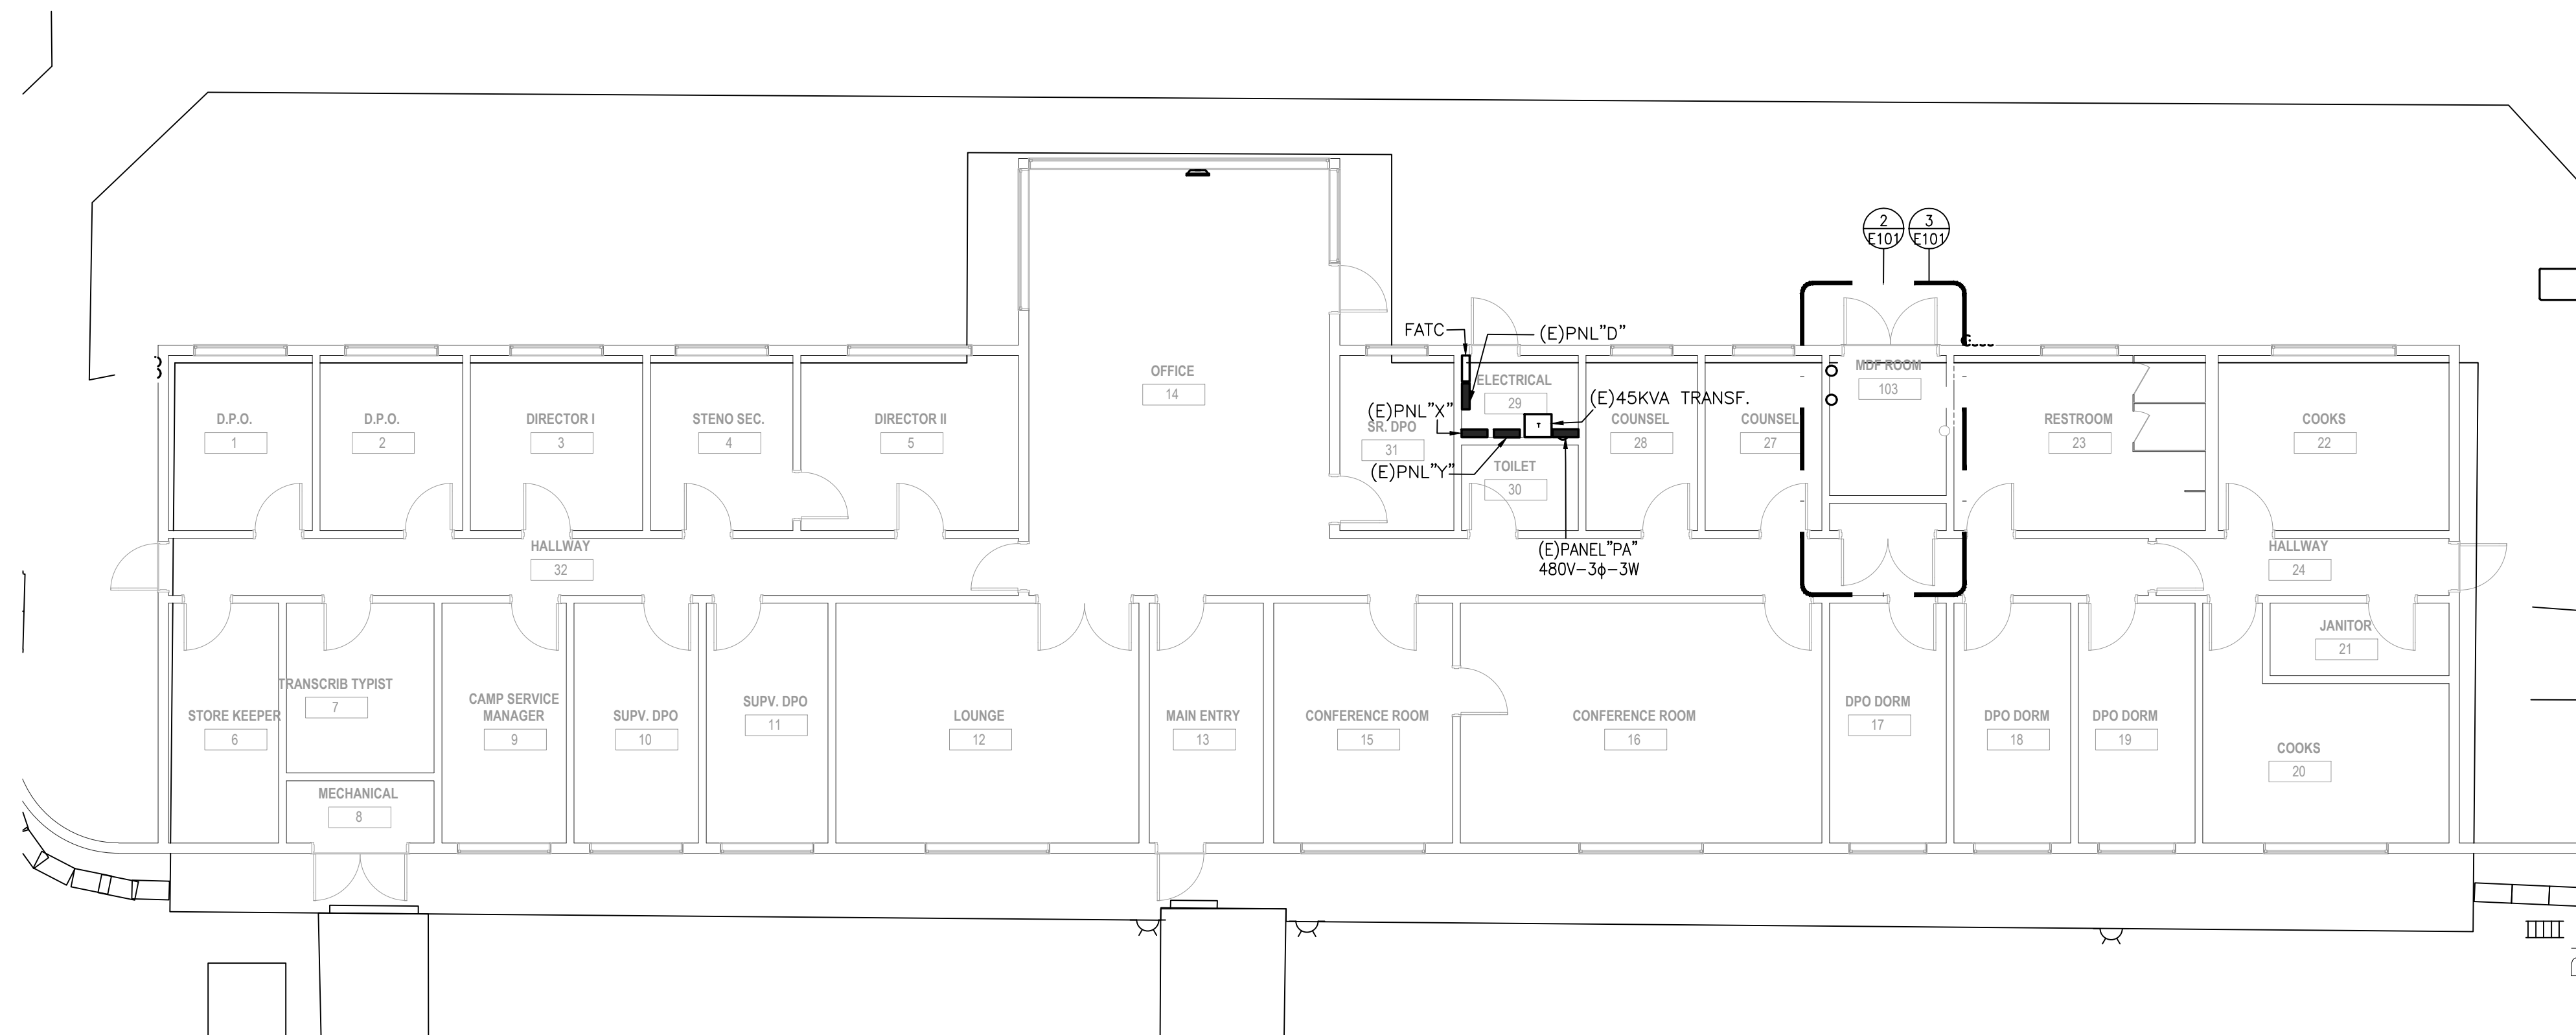 2
E101
3
E101
FATC
(E)PNL"D"
OFFICE
14
MDF ROOM
103
ELECTRICAL
29
(E)45KVA TRANSF.
T
(E)PNL"X"
D.P.O.
1
D.P.O.
2
DIRECTOR I
3
STENO SEC.
4
DIRECTOR II
5
SR. DPO
31
COUNSEL
28
COUNSEL
27
RESTROOM
23
COOKS
22
(E)PNL"Y"
TOILET
30
HALLWAY
32
(E)PANEL"PA"
480V-3ϕ-3W
HALLWAY
24
JANITOR
21
STORE KEEPER
6
TRANSCRIB TYPIST
7
MECHANICAL
8
CAMP SERVICE
MANAGER
9
SUPV. DPO
10
SUPV. DPO
11
LOUNGE
12
MAIN ENTRY
13
CONFERENCE ROOM
15
CONFERENCE ROOM
16
DPO DORM
17
DPO DORM
18
DPO DORM
19
COOKS
20